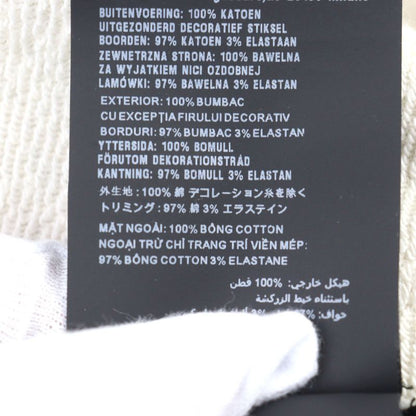 BUITENVOERING: 100% KATOEN
UITGEZONDERD DECORATIEF STIKSEL
BOORDEN: 97% KATOEN 3% ELASTAAN
ZEWNETRZNA STRONA: 100% BAWELNA
ZA WYJATKIEM NICI OZDOBNEJ
LAMÓWKI: 97% BAWELNA 3% ELASTAN
EXTERIOR: 100% BUMBAC
CU EXCEPȚIA FIRULUI DECORATIV
BORDURI: 97% BUMBAC 3% ELASTAN
YTTERSIDA: 100% BOMULL
FÖRUTOM DEKORATIONSTRÅD
KANTNING: 97% BOMULL 3% ELASTAN
外生地: 100% 綿 デコレーション糸を除く
トリミング: 97% 綿 3% エラステイン
MẶT NGOÀI: 100% BÔNG COTTON
NGOẠI TRỪ CHỈ TRANG TRÍ VIỀN MÉP:
97% BÔNG COTTON 3% ELASTANE
هيكل خارجي: 100% قطن
باستثناء خيط الزركشة
حواف: 97%